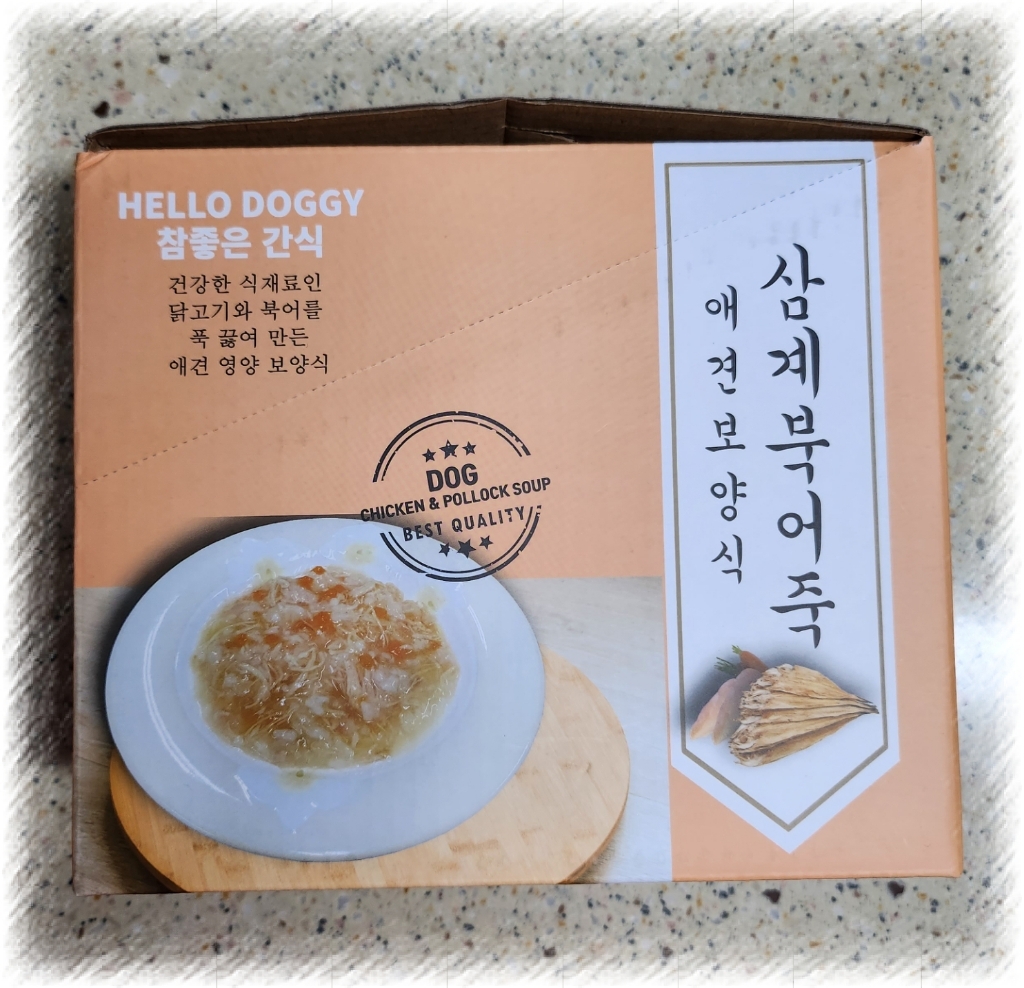 HELLO DOGGY
참좋은 간식
건강한 식재료인
닭고기와 북어를
푹 끓여 만든
애견 영양 보양식
DOG
CHICKEN & POLLOCK SOUP
BEST QUALITY
삼계북어죽
애견보양식